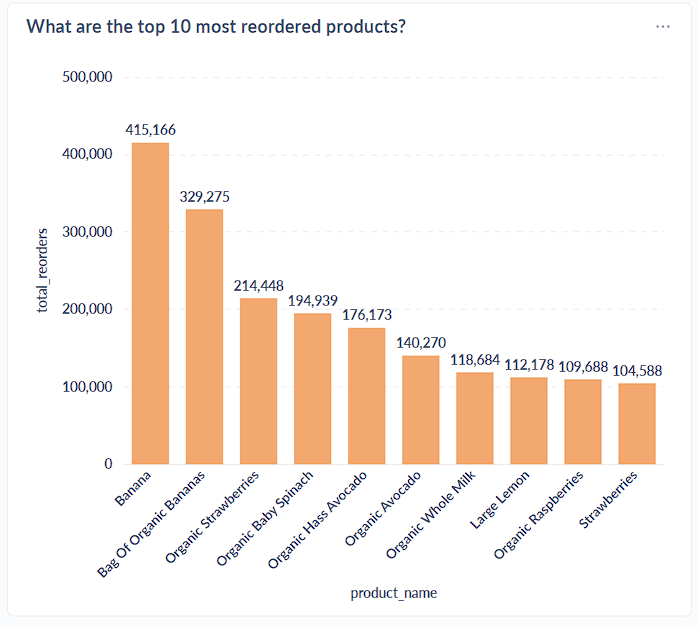 What are the top 10 most reordered products?
500,000
400,000
300,000
200,000
100,000
0
total_reorders
415,166
329,275
214,448
194,939
176,173
140,270
118,684
112,178
109,688
104,588
Banana
Bag Of Organic Bananas
Organic Strawberries
Organic Baby Spinach
Organic Hass Avocado
Organic Avocado
Organic Whole Milk
Large Lemon
Organic Raspberries
Strawberries
product_name